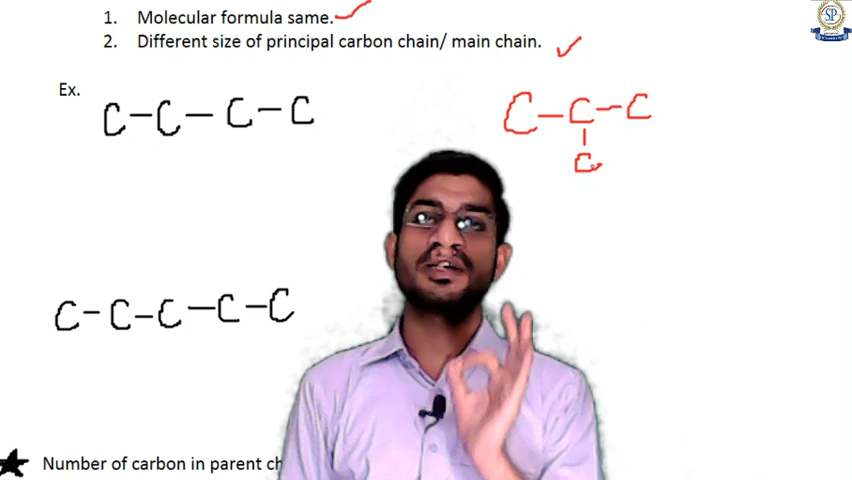 1. Molecular formula same.
2. Different size of principal carbon chain/ main chain.
Ex.
C-C-C-C
C-C-C
C
C-C-C-C-C
Number of carbon in parent ch
SP